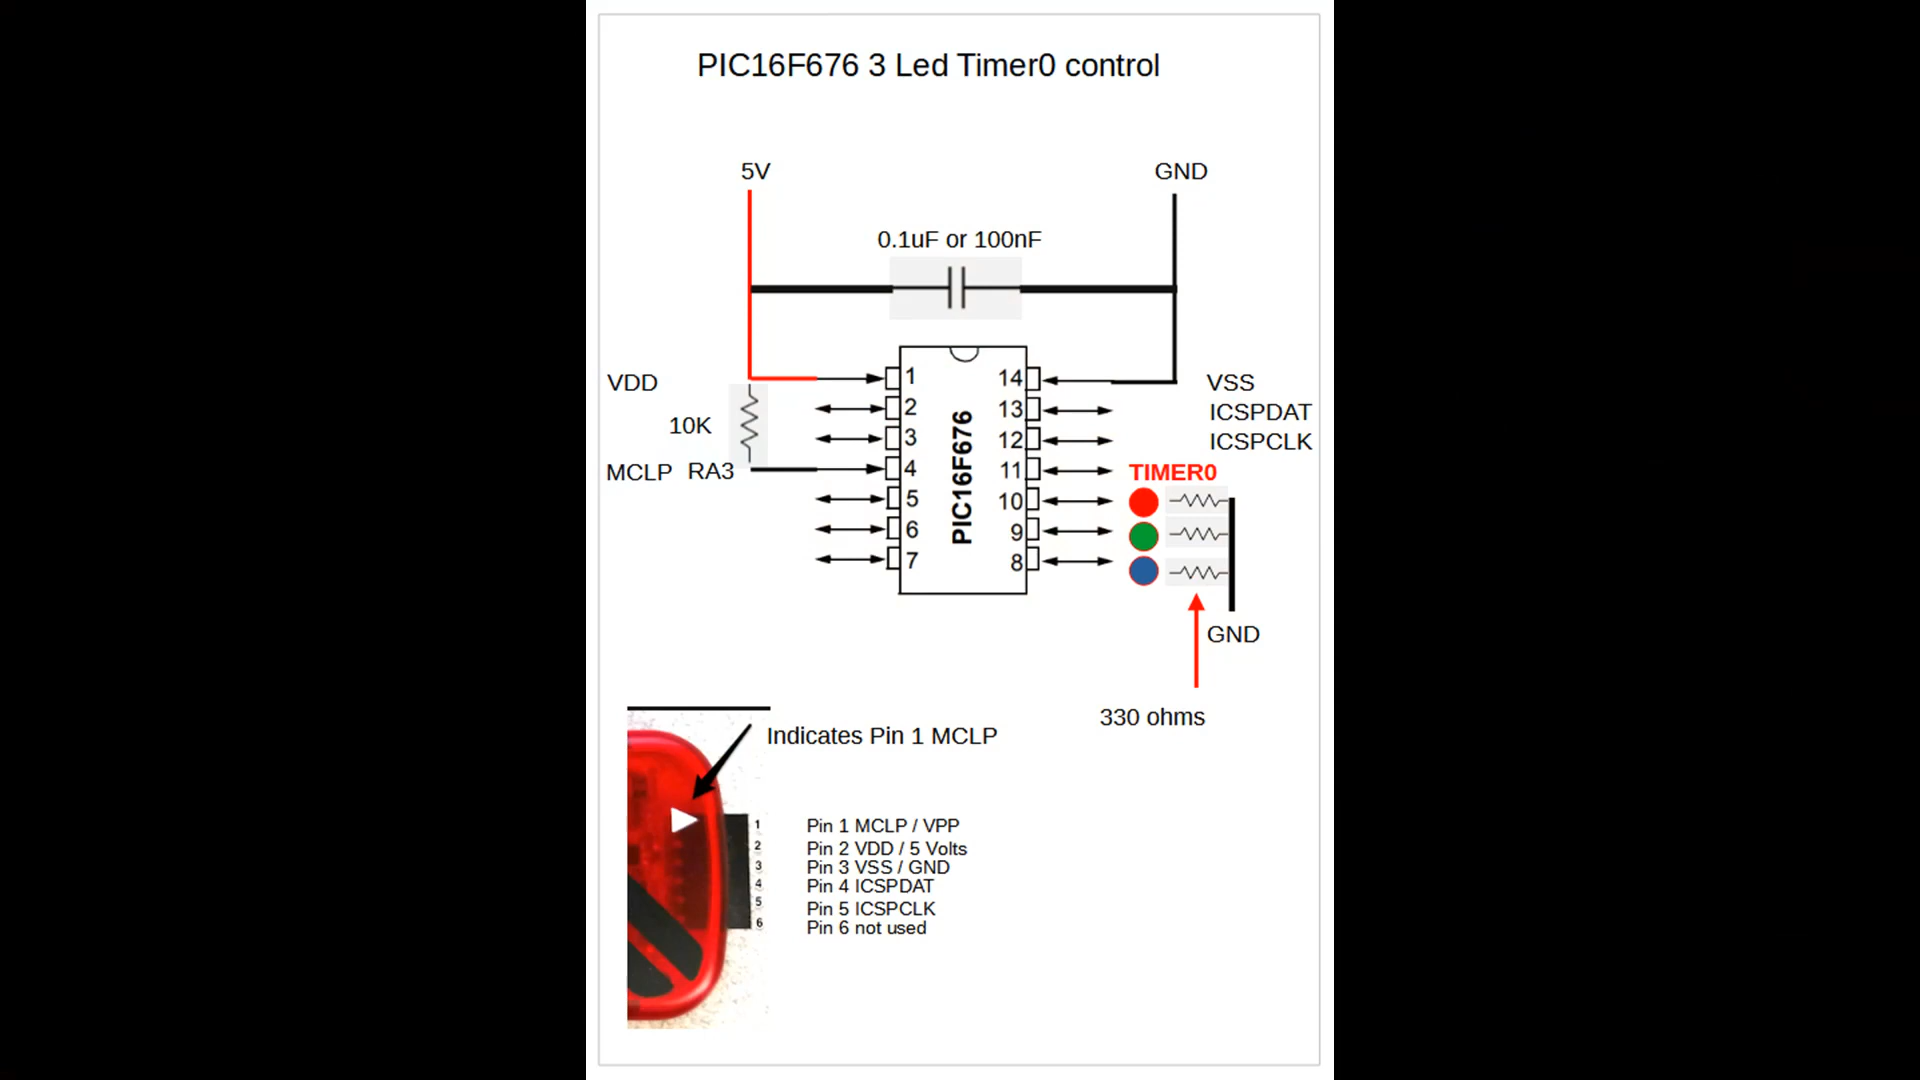 PIC16F676 3 Led Timer0 control
5V
GND
0.1uF or 100nF
VDD
1
14
VSS
2
13
ICSPDAT
10K
3
12
ICSPCLK
MCLP RA3
4
11
TIMER0
5
10
6
9
7
8
PIC16F676
GND
330 ohms
Indicates Pin 1 MCLP
1
Pin 1 MCLP / VPP
2
Pin 2 VDD / 5 Volts
3
Pin 3 VSS / GND
4
Pin 4 ICSPDAT
5
Pin 5 ICSPCLK
6
Pin 6 not used